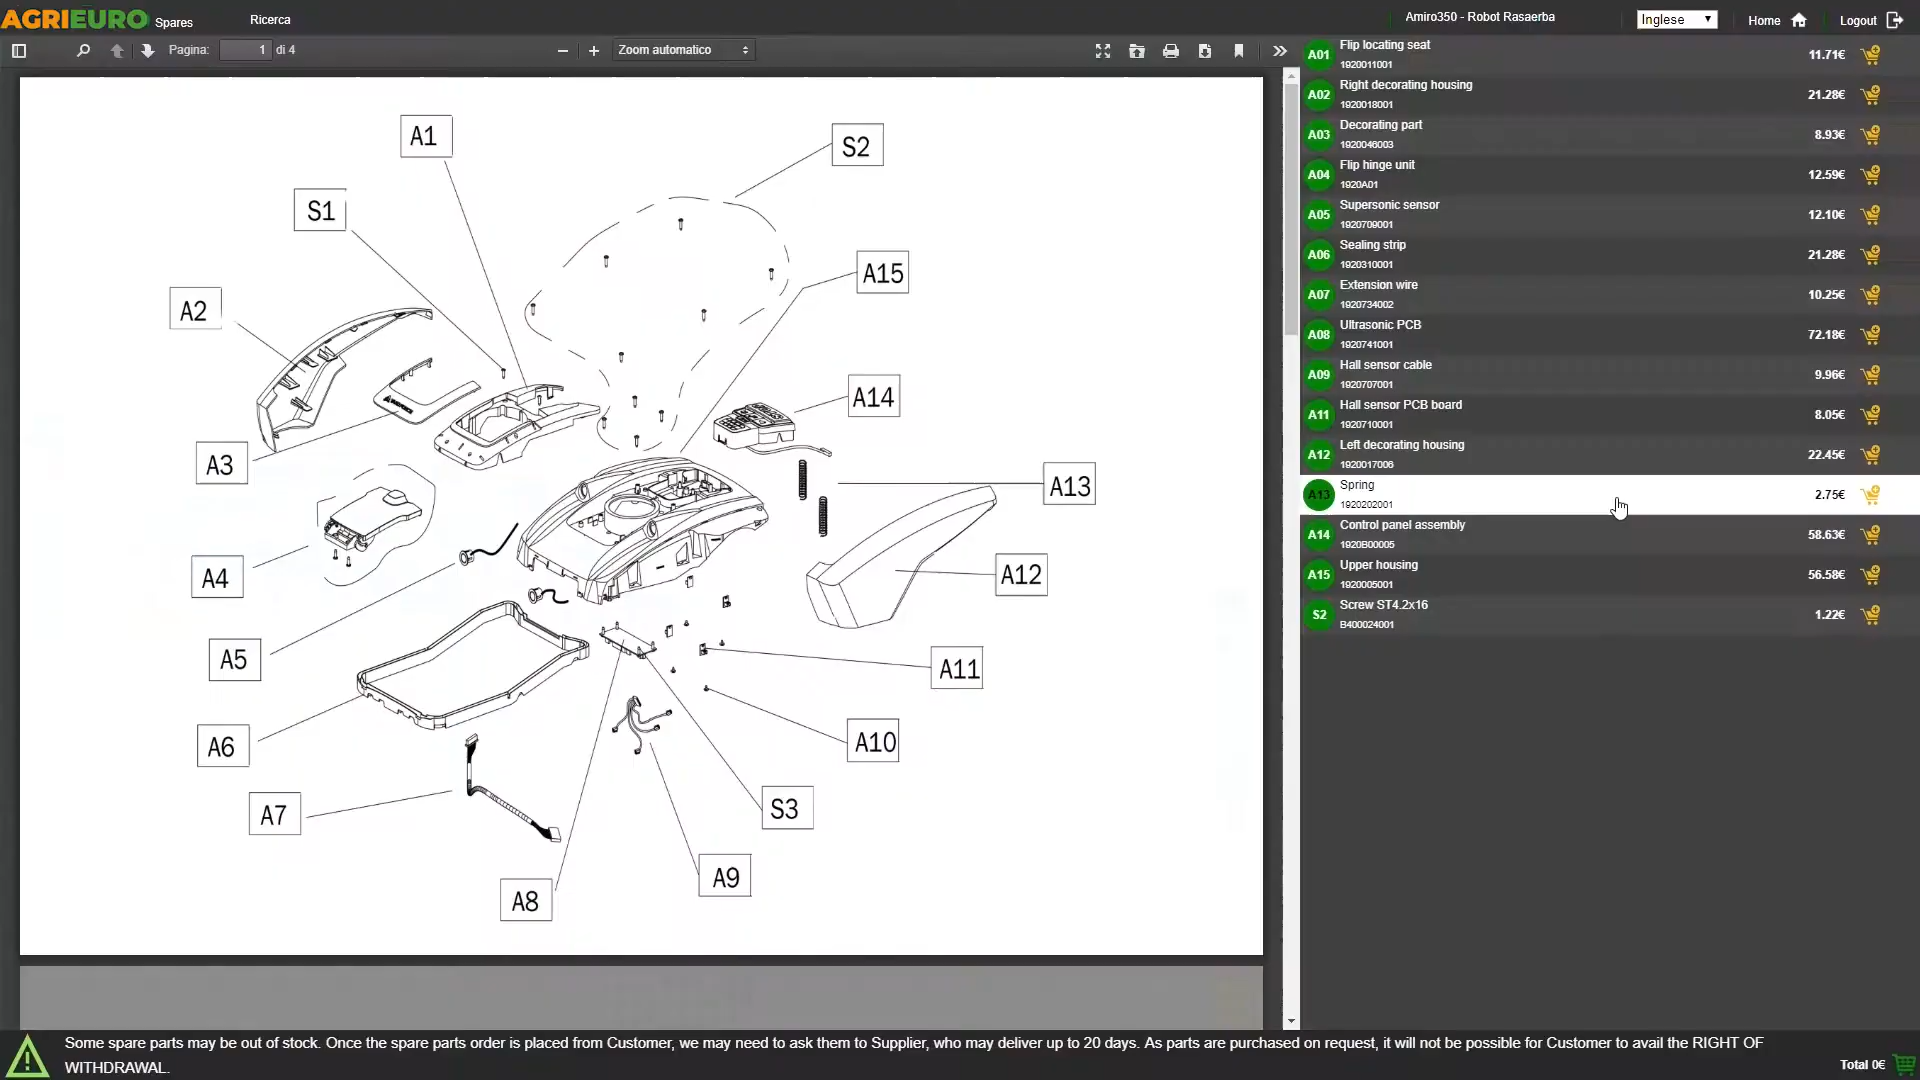 AGRIEURO Spares
Ricerca
Amiro350 - Robot Rasaerba
Inglese
Home
Logout
Pagina: 1 di 4
Zoom automatico
A1
S2
S1
A15
A2
A14
A3
A13
A4
A12
A5
A11
A6
A10
A7
S3
A9
A8
A01 Flip locating seat 11.71€
1920011001
A02 Right decorating housing 21.28€
1920018001
A03 Decorating part 8.93€
1920046003
A04 Flip hinge unit 12.59€
1920A01
A05 Supersonic sensor 12.10€
1920709001
A06 Sealing strip 21.28€
1920310001
A07 Extension wire 10.25€
1920734002
A08 Ultrasonic PCB 72.18€
1920741001
A09 Hall sensor cable 9.96€
1920707001
A11 Hall sensor PCB board 8.05€
1920710001
A12 Left decorating housing 22.45€
1920017006
A13 Spring 2.75€
1920202001
A14 Control panel assembly 58.63€
1920B00005
A15 Upper housing 56.58€
1920005001
S2 Screw ST4.2x16 1.22€
B400024001
Some spare parts may be out of stock. Once the spare parts order is placed from Customer, we may need to ask them to Supplier, who may deliver up to 20 days. As parts are purchased on request, it will not be possible for Customer to avail the RIGHT OF
WITHDRAWAL.
Total 0€